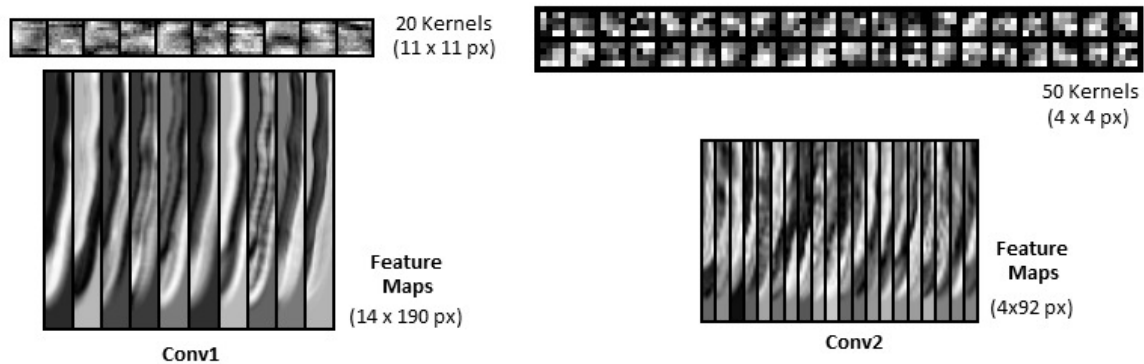 20 Kernels
(11 x 11 px)
Feature
Maps
(14 x 190 px)
Conv1
50 Kernels
(4 x 4 px)
Feature
Maps
(4x92 px)
Conv2